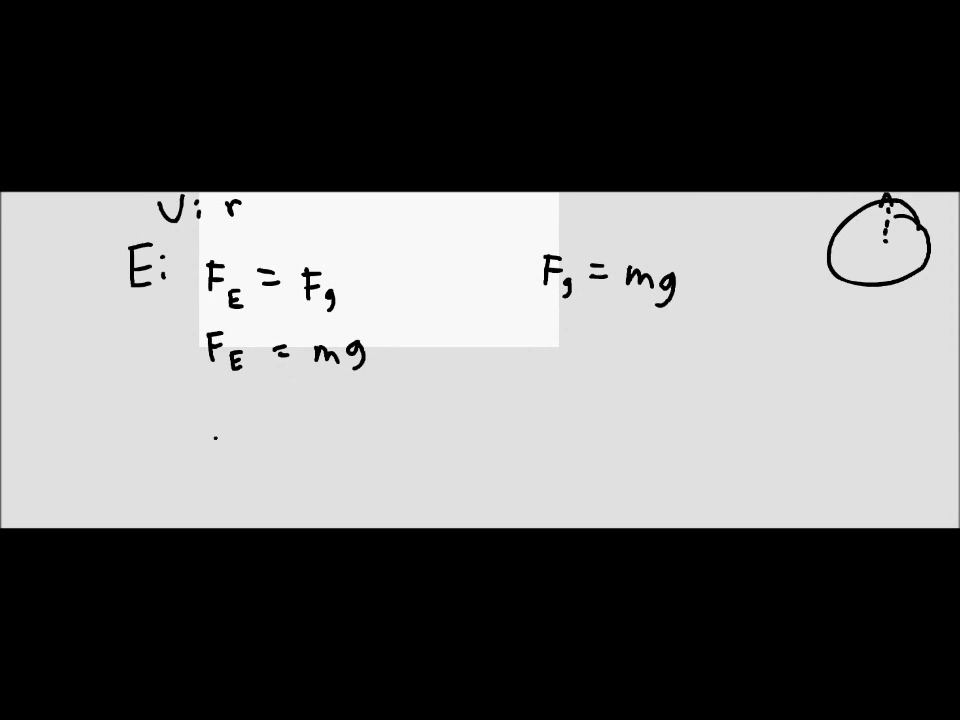 U: r
E: F_E = F_g F_g = mg
F_E = mg